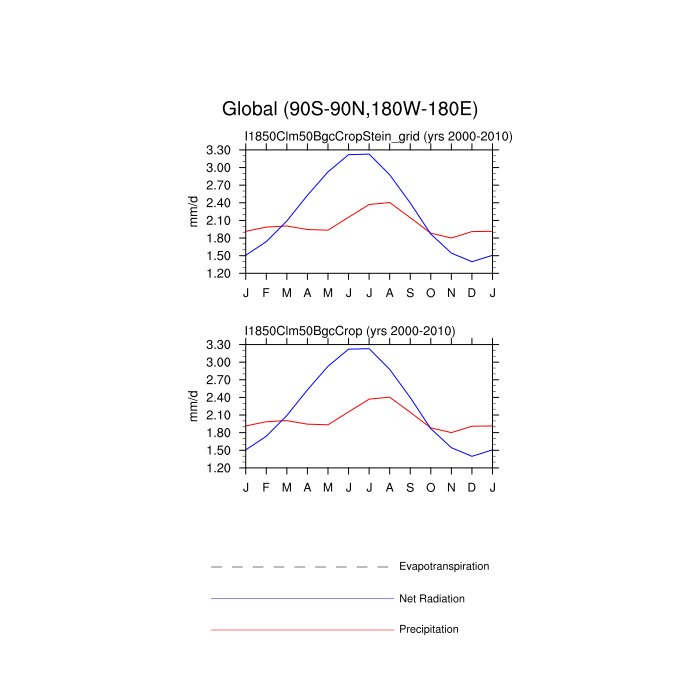 Global (90S-90N,180W-180E)
I1850Clm50BgcCropStein_grid (yrs 2000-2010)
3.30
3.00
2.70
2.40
2.10
1.80
1.50
1.20
mm/d
J F M A M J J A S O N D J
I1850Clm50BgcCrop (yrs 2000-2010)
3.30
3.00
2.70
2.40
2.10
1.80
1.50
1.20
mm/d
J F M A M J J A S O N D J
Evapotranspiration
Net Radiation
Precipitation